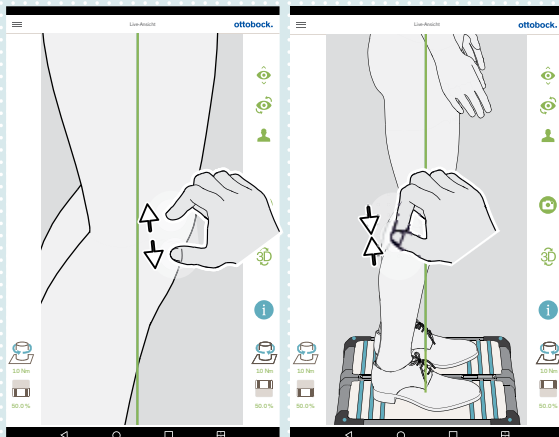 Live-Ansicht
ottobock.
3D
i
10 Nm
10 Nm
50.0 %
50.0 %
Live-Ansicht
ottobock.
3D
i
10 Nm
10 Nm
50.0 %
50.0 %